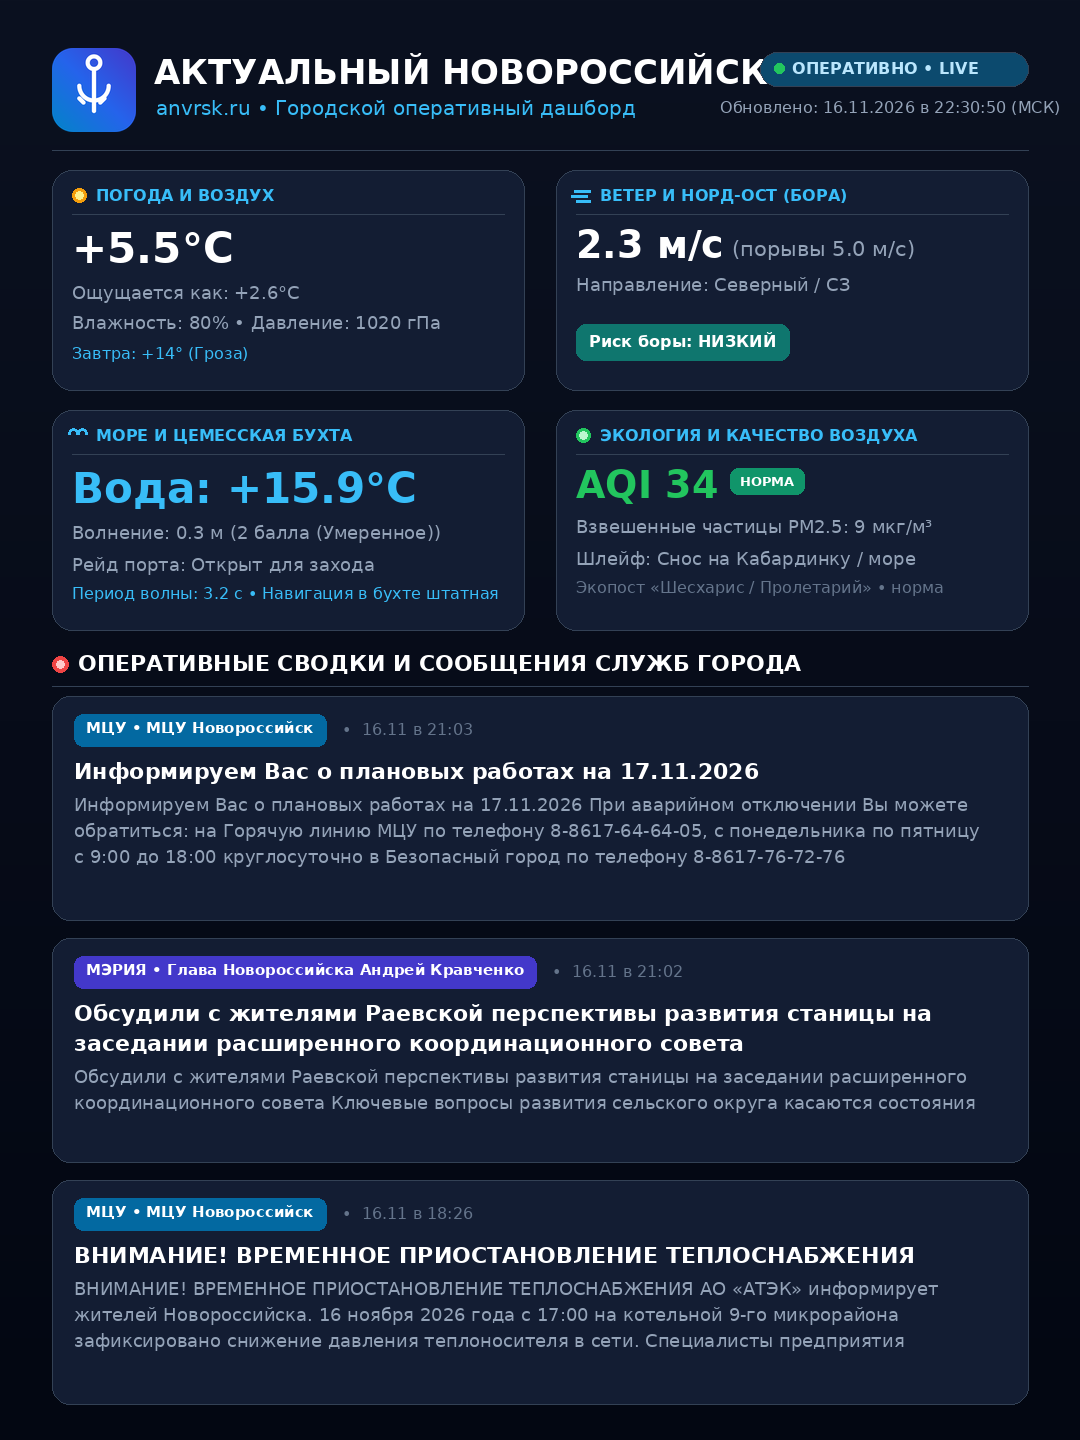 АКТУАЛЬНЫЙ НОВОРОССИЙСК
ОПЕРАТИВНО • LIVE
anvrsk.ru • Городской оперативный дашборд
Обновлено: 16.11.2026 в 22:30:50 (МСК)
ПОГОДА И ВОЗДУХ
+5.5°C
Ощущается как: +2.6°C
Влажность: 80% • Давление: 1020 гПа
Завтра: +14° (Гроза)
ВЕТЕР И НОРД-ОСТ (БОРА)
2.3 м/с (порывы 5.0 м/с)
Направление: Северный / СЗ
Риск боры: НИЗКИЙ
МОРЕ И ЦЕМЕССКАЯ БУХТА
Вода: +15.9°C
Волнение: 0.3 м (2 балла (Умеренное))
Рейд порта: Открыт для захода
Период волны: 3.2 с • Навигация в бухте штатная
ЭКОЛОГИЯ И КАЧЕСТВО ВОЗДУХА
AQI 34 НОРМА
Взвешенные частицы PM2.5: 9 мкг/м³
Шлейф: Снос на Кабардинку / море
Экопост «Шесхарис / Пролетарий» • норма
ОПЕРАТИВНЫЕ СВОДКИ И СООБЩЕНИЯ СЛУЖБ ГОРОДА
МЦУ • МЦУ Новороссийск • 16.11 в 21:03
Информируем Вас о плановых работах на 17.11.2026
Информируем Вас о плановых работах на 17.11.2026 При аварийном отключении Вы можете
обратиться: на Горячую линию МЦУ по телефону 8-8617-64-64-05, с понедельника по пятницу
с 9:00 до 18:00 круглосуточно в Безопасный город по телефону 8-8617-76-72-76
МЭРИЯ • Глава Новороссийска Андрей Кравченко • 16.11 в 21:02
Обсудили с жителями Раевской перспективы развития станицы на
заседании расширенного координационного совета
Обсудили с жителями Раевской перспективы развития станицы на заседании расширенного
координационного совета Ключевые вопросы развития сельского округа касаются состояния
МЦУ • МЦУ Новороссийск • 16.11 в 18:26
ВНИМАНИЕ! ВРЕМЕННОЕ ПРИОСТАНОВЛЕНИЕ ТЕПЛОСНАБЖЕНИЯ
ВНИМАНИЕ! ВРЕМЕННОЕ ПРИОСТАНОВЛЕНИЕ ТЕПЛОСНАБЖЕНИЯ АО «АТЭК» информирует
жителей Новороссийска. 16 ноября 2026 года с 17:00 на котельной 9-го микрорайона
зафиксировано снижение давления теплоносителя в сети. Специалисты предприятия